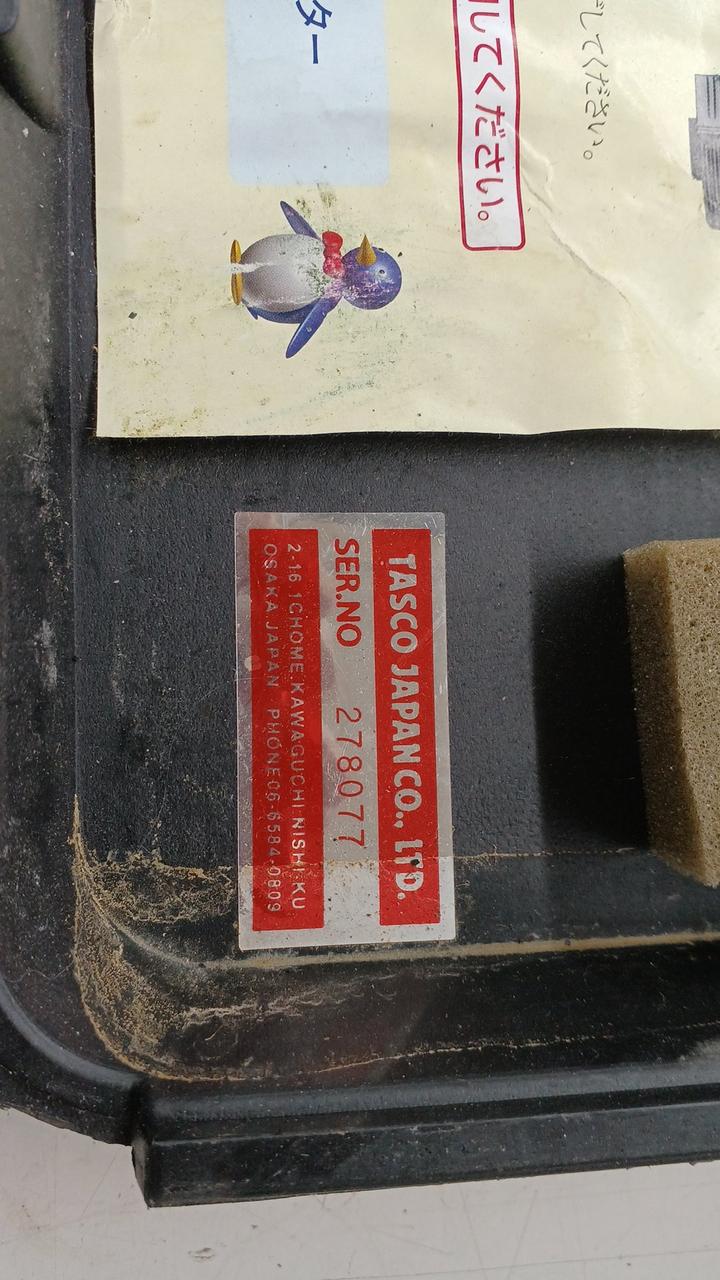 ター
してください。
してください。
TASCO JAPAN CO., LTD.
SER.NO 278077
2-16 1CHOME KAWAGUCHI NISHI-KU
OSAKA JAPAN PHONE06-6584-0809